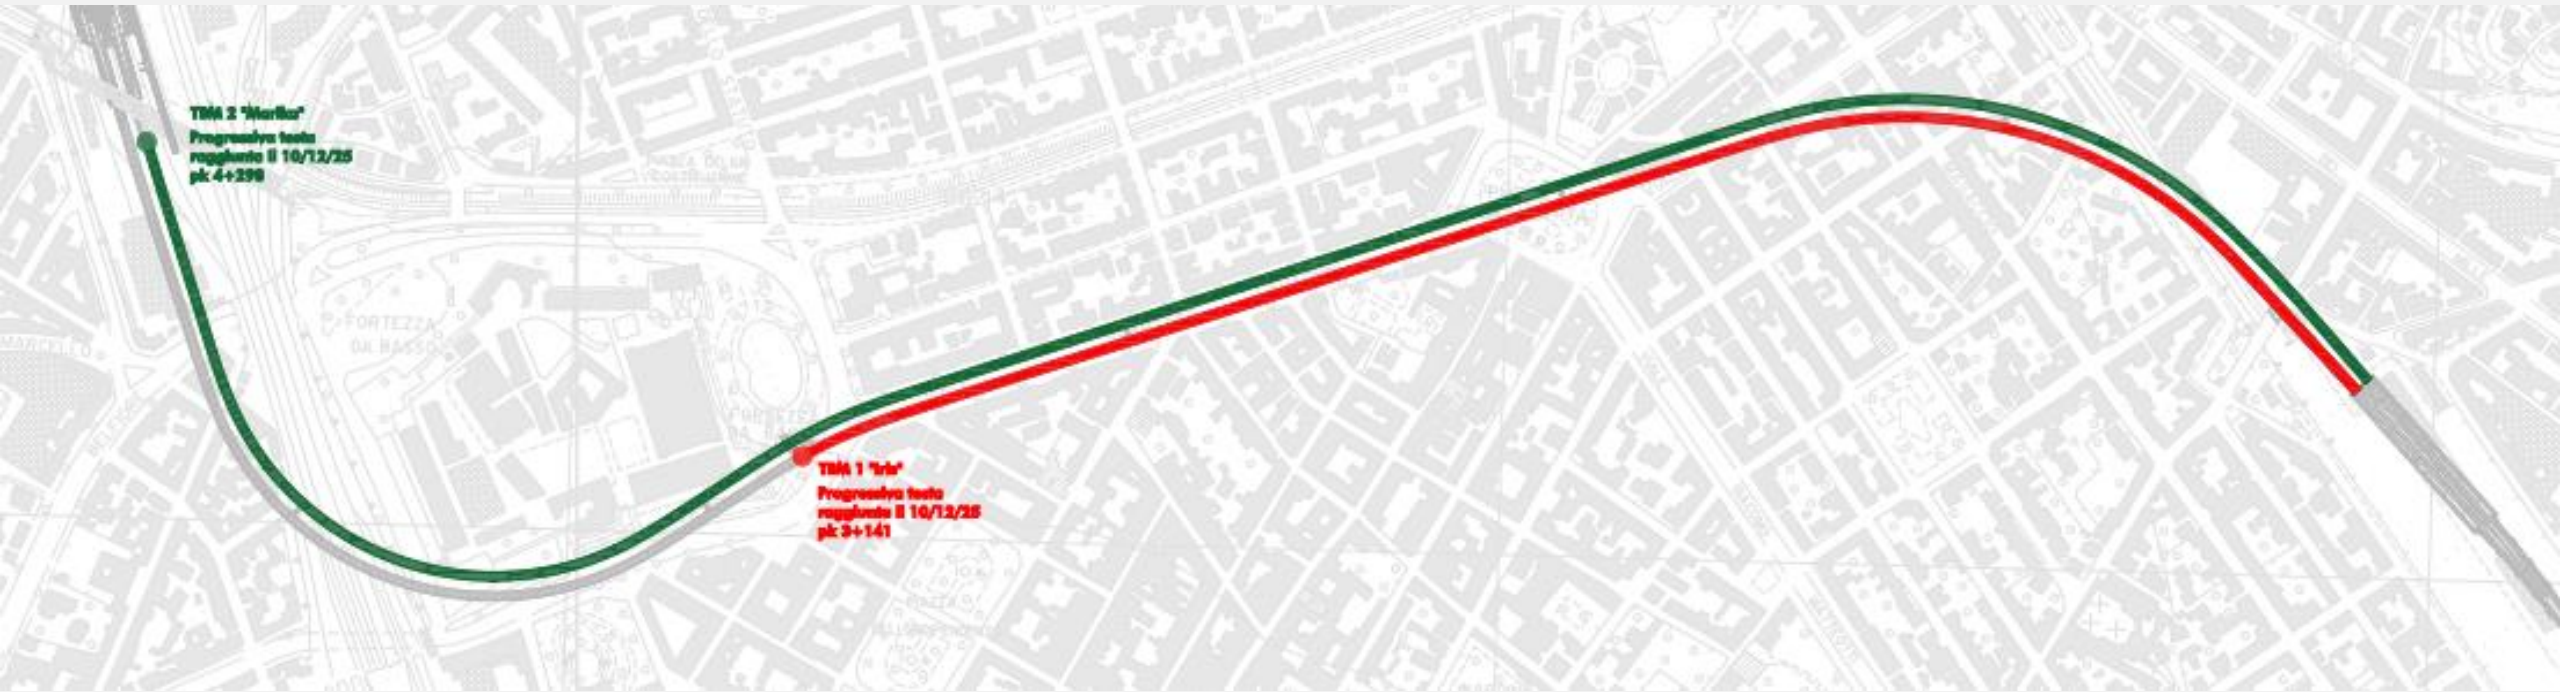 TBM 2 "Marika"
Progressiva testa
raggiunta il 10/12/25
pk 4+298
FORTEZZA
DA BASSO
TBM 1 "Iris"
Progressiva testa
raggiunta il 10/12/25
pk 3+141